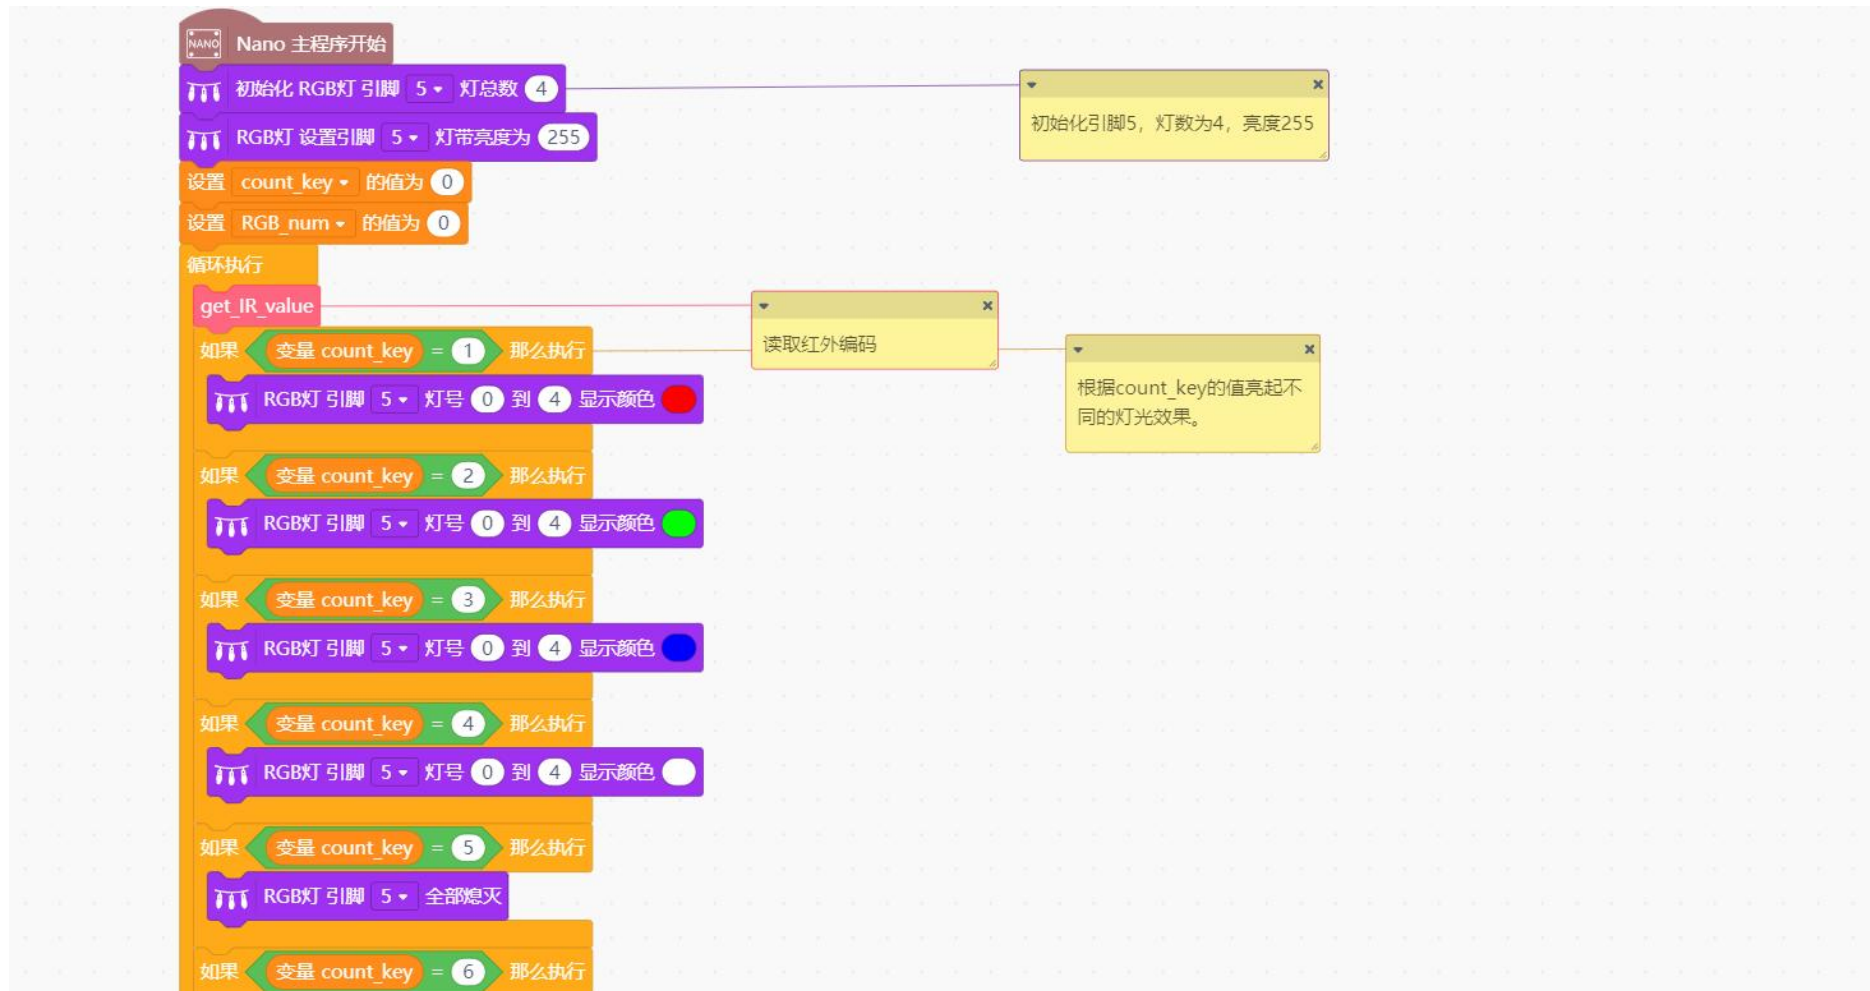 NANO Nano 主程序开始
初始化 RGB灯 引脚 5 灯总数 4
初始化引脚5，灯数为4，亮度255
RGB灯 设置引脚 5 灯带亮度为 255
设置 count_key 的值为 0
设置 RGB_num 的值为 0
循环执行
get_IR_value
读取红外编码
如果 变量 count_key = 1 那么执行
根据count_key的值亮起不
同的灯光效果。
RGB灯 引脚 5 灯号 0 到 4 显示颜色
如果 变量 count_key = 2 那么执行
RGB灯 引脚 5 灯号 0 到 4 显示颜色
如果 变量 count_key = 3 那么执行
RGB灯 引脚 5 灯号 0 到 4 显示颜色
如果 变量 count_key = 4 那么执行
RGB灯 引脚 5 灯号 0 到 4 显示颜色
如果 变量 count_key = 5 那么执行
RGB灯 引脚 5 全部熄灭
如果 变量 count_key = 6 那么执行